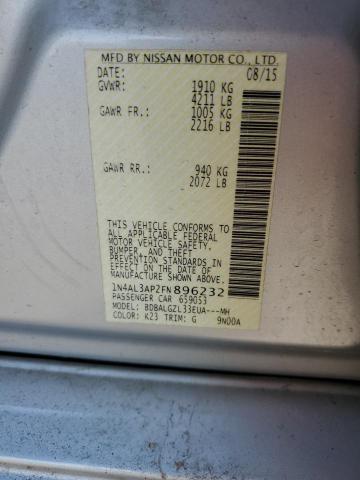 MFD BY NISSAN MOTOR CO., LTD.
DATE: 08/15
GVWR: 1910 KG
4211 LB
GAWR FR.: 1005 KG
2216 LB
GAWR RR.: 940 KG
2072 LB
THIS VEHICLE CONFORMS TO
ALL APPLICABLE FEDERAL
MOTOR VEHICLE SAFETY,
BUMPER, AND THEFT
PREVENTION STANDARDS IN
EFFECT ON THE DATE OF
MANUFACTURE SHOWN ABOVE.
1N4AL3AP2FN896232
PASSENGER CAR 659053
MODEL: BDBALGZL33EUA---MH
COLOR: K23 TRIM: G 9N00A